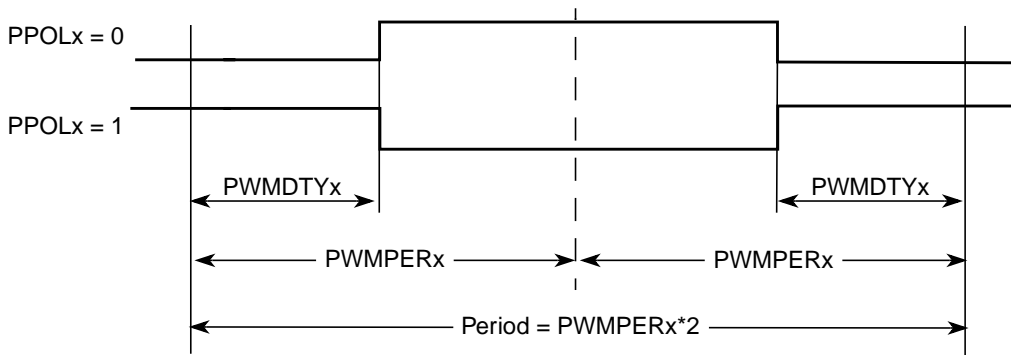 PPOLx = 0
PPOLx = 1
PWMDTYx
PWMDTYx
PWMPERx
PWMPERx
Period = PWMPERx*2